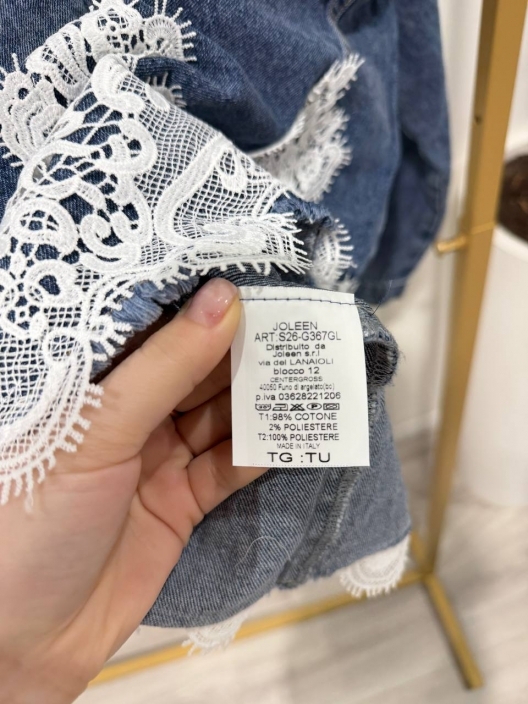 JOLEEN
ART:S26-G367GL
Distribuito da
Joleen s.r.l
via dei LANAIOLI
blocco 12
CENTERGROSS
40050 Funo di argelato(bo)
p.iva 03628221206
T1:98% COTONE
2% POLIESTERE
T2:100% POLIESTERE
MADE IN ITALY
TG :TU